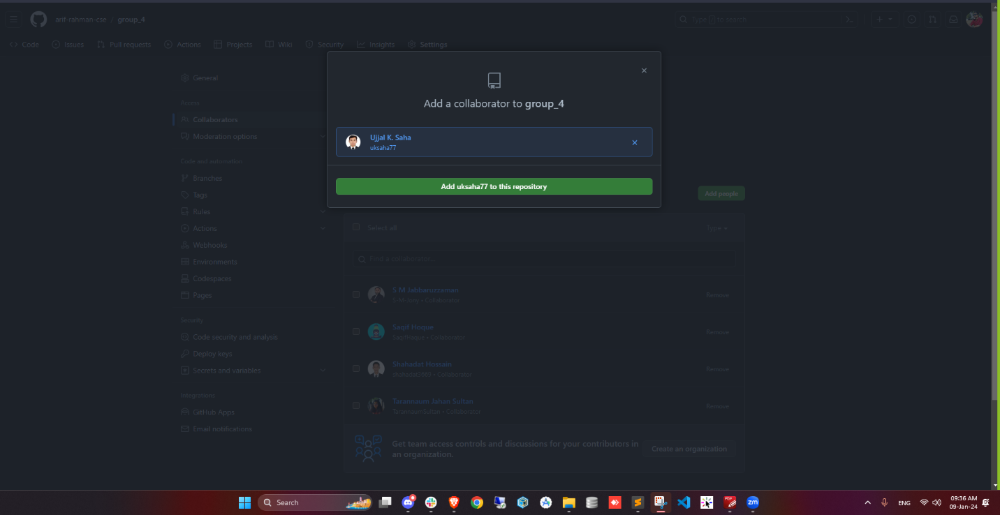 arif-rahman-cse / group_4
Type / to search
Code
Issues
Pull requests
Actions
Projects
Wiki
Security
Insights
Settings
General
Access
Collaborators
Moderation options
Code and automation
Branches
Tags
Rules
Actions
Webhooks
Environments
Codespaces
Pages
Security
Code security and analysis
Deploy keys
Secrets and variables
Integrations
GitHub Apps
Email notifications
Add a collaborator to group_4
Ujjal K. Saha
uksaha77
Add uksaha77 to this repository
Add people
Select all
Type
Find a collaborator...
S M Jabbaruzzaman
• Collaborator
Remove
Saqif Hoque
• Collaborator
Remove
Shahadat Hossain
• Collaborator
Remove
Tarannaum Jahan Sultan
TarannaumSultan • Collaborator
Remove
Get team access controls and discussions for your contributors in
an organization.
Create an organization
Search
PDF
zm
ENG
09:36 AM
09-Jan-24